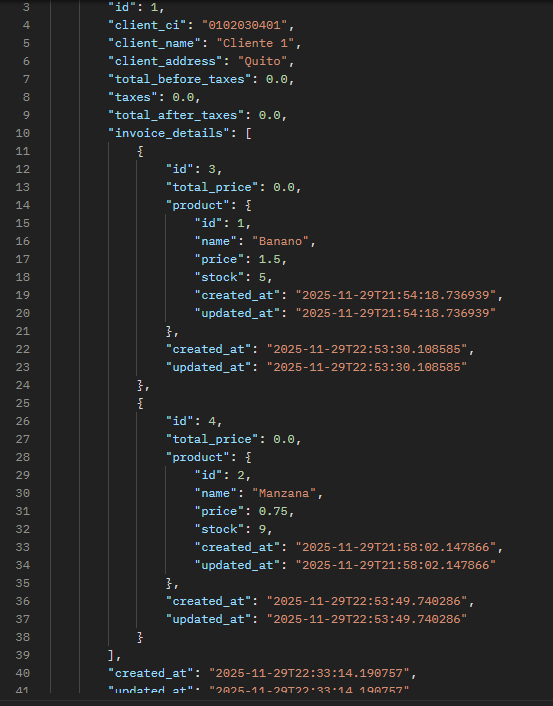 3 "id": 1,
4 "client_ci": "0102030401",
5 "client_name": "Cliente 1",
6 "client_address": "Quito",
7 "total_before_taxes": 0.0,
8 "taxes": 0.0,
9 "total_after_taxes": 0.0,
10 "invoice_details": [
11 {
12 "id": 3,
13 "total_price": 0.0,
14 "product": {
15 "id": 1,
16 "name": "Banano",
17 "price": 1.5,
18 "stock": 5,
19 "created_at": "2025-11-29T21:54:18.736939",
20 "updated_at": "2025-11-29T21:54:18.736939"
21 },
22 "created_at": "2025-11-29T22:53:30.108585",
23 "updated_at": "2025-11-29T22:53:30.108585"
24 },
25 {
26 "id": 4,
27 "total_price": 0.0,
28 "product": {
29 "id": 2,
30 "name": "Manzana",
31 "price": 0.75,
32 "stock": 9,
33 "created_at": "2025-11-29T21:58:02.147866",
34 "updated_at": "2025-11-29T21:58:02.147866"
35 },
36 "created_at": "2025-11-29T22:53:49.740286",
37 "updated_at": "2025-11-29T22:53:49.740286"
38 }
39 ],
40 "created_at": "2025-11-29T22:33:14.190757",
41 "updated_at": "2025-11-29T22:33:14.190757"